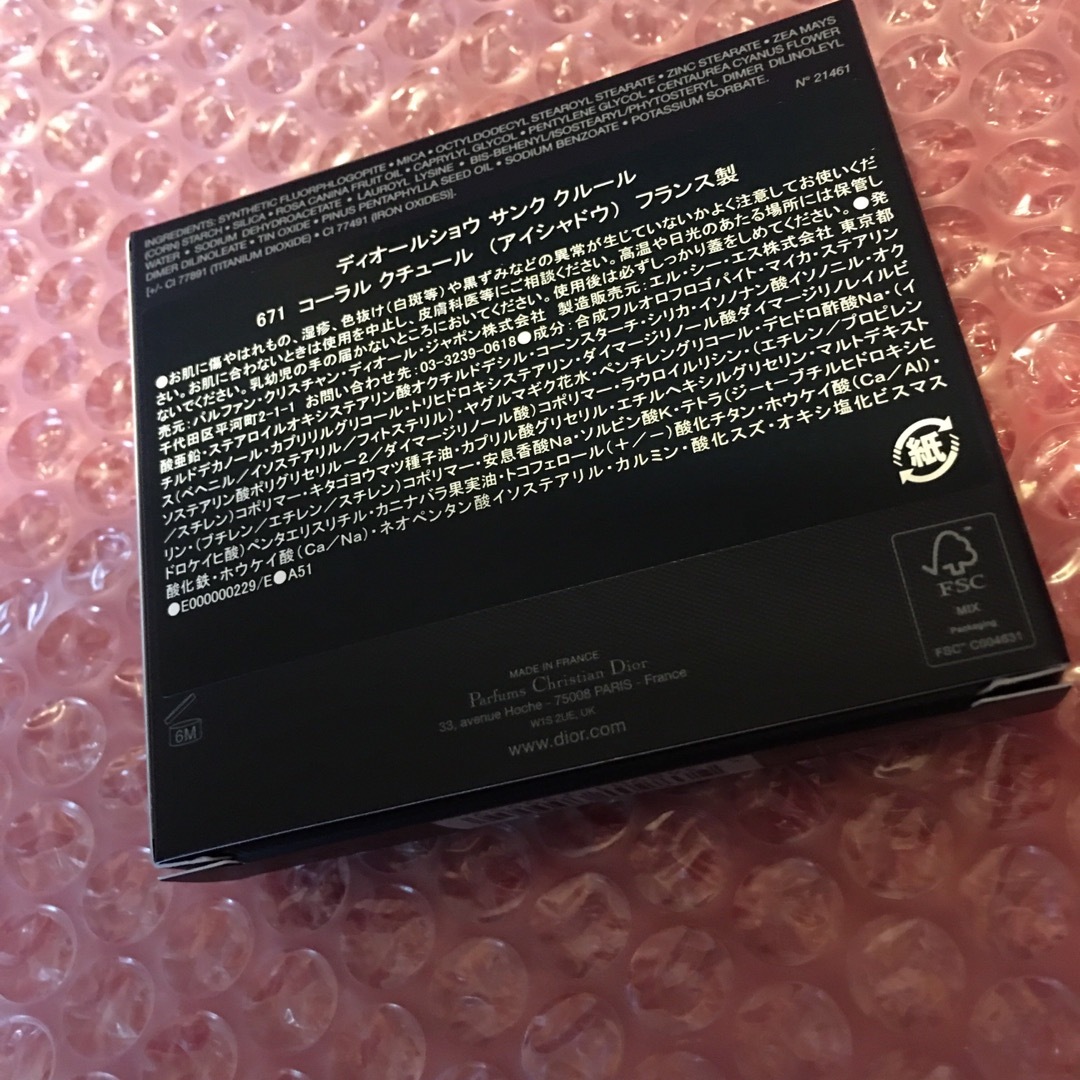 INGREDIENTS: SYNTHETIC FLUORPHLOGOPITE • MICA • OCTYLDODECYL STEAROYL STEARATE • ZINC STEARATE • ZEA MAYS
(CORN) STARCH • SILICA • ROSA CANINA FRUIT OIL • CAPRYLYL GLYCOL • PENTYLENE GLYCOL • CENTAUREA CYANUS FLOWER
WATER • SODIUM DEHYDROACETATE • LAUROYL LYSINE • BIS-BEHENYL/ISOSTEARYL/PHYTOSTERYL DIMER DILINOLEYL
DIMER DILINOLEATE • TIN OXIDE • PINUS PENTAPHYLLA SEED OIL • SODIUM BENZOATE • POTASSIUM SORBATE.
[+/- CI 77891 (TITANIUM DIOXIDE) • CI 77491 (IRON OXIDES)].
N° 21461
ディオールショウ サンク クルール
671 コーラル クチュール (アイシャドウ) フランス製
●お肌に傷やはれもの、湿疹、色抜け(白斑等)や黒ずみなどの異常が生じていないかよく注意してお使いくだ
さい。お肌に合わないときは使用を中止し、皮膚科医等にご相談ください。高温や日光のあたる場所には保管し
ないでください。乳幼児の手の届かないところにおいてください。使用後は必ずしっかり蓋をしめてください。●発
売元:パルファン・クリスチャン・ディオール・ジャポン株式会社 製造販売元:エル・シー・エス株式会社 東京都
千代田区平河町2-1-1 お問い合わせ先:03-3239-0618●成分:合成フルオロフロゴパイト・マイカ・ステアリン
酸亜鉛・ステアロイルオキシステアリン酸オクチルドデシル・コーンスターチ・シリカ・イソノナン酸イソノニル・オク
チルドデカノール・カプリリルグリコール・トリヒドロキシステアリン・ダイマージリノール酸ダイマージリノレイルビ
ス(ベヘニル/イソステアリル/フィトステリル)・ヤグルマギク花水・ペンチレングリコール・デヒドロ酢酸Na・(イ
ソステアリン酸ポリグリセリル-2/ダイマージリノール酸)コポリマー・ラウロイルリシン・(エチレン/プロピレン
/スチレン)コポリマー・キタゴヨウマツ種子油・カプリル酸グリセリル・エチルヘキシルグリセリン・マルトデキスト
リン・(ブチレン/エチレン/スチレン)コポリマー・安息香酸Na・ソルビン酸K・テトラ(ジーt-ブチルヒドロキシヒ
ドロケイヒ酸)ペンタエリスリチル・カニナバラ果実油・トコフェロール(+/-)酸化チタン・ホウケイ酸(Ca/Al)・
酸化鉄・ホウケイ酸(Ca/Na)・ネオペンタン酸イソステアリル・カルミン・酸化スズ・オキシ塩化ビスマス
●E000000229/E●A51
紙
FSC
MIX
Packaging
FSC™ C004631
6M
MADE IN FRANCE
Parfums Christian Dior
33, avenue Hoche - 75008 PARIS - France
W1S 2UE, UK
www.dior.com